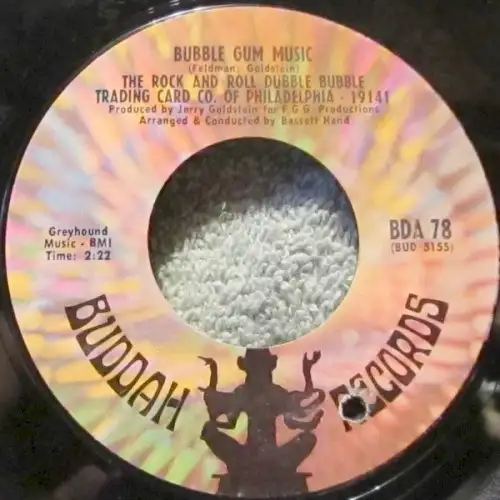 BUBBLE GUM MUSIC
(Feldman; Goldstein)
THE ROCK AND ROLL DUBBLE BUBBLE
TRADING CARD CO. OF PHILADELPHIA - 19141
Produced by Jerry Goldstein for F.G.G. Productions
Arranged & Conducted by Bassett Hand
Greyhound
Music - BMI
Time: 2:22
BDA 78
(BUD 5155)
BUDDAH RECORDS